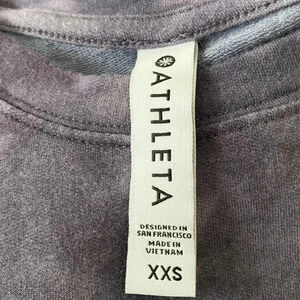 ATHLETA
DESIGNED IN
SAN FRANCISCO
MADE IN
VIETNAM
XXS